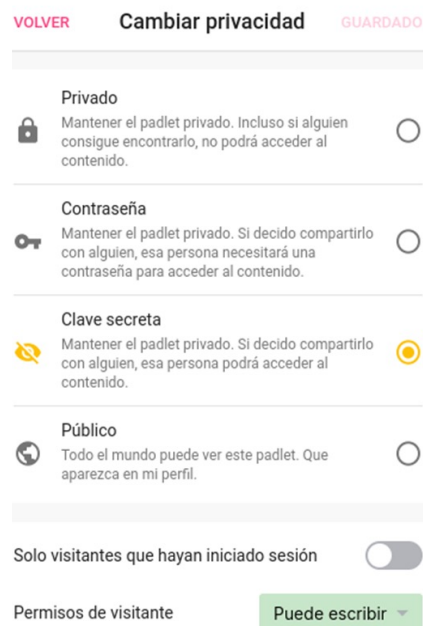 VOLVER Cambiar privacidad GUARDADO
Privado
Mantener el padlet privado. Incluso si alguien
consigue encontrarlo, no podrá acceder al
contenido.
Contraseña
Mantener el padlet privado. Si decido compartirlo
con alguien, esa persona necesitará una
contraseña para acceder al contenido.
Clave secreta
Mantener el padlet privado. Si decido compartirlo
con alguien, esa persona podrá acceder al
contenido.
Público
Todo el mundo puede ver este padlet. Que
aparezca en mi perfil.
Solo visitantes que hayan iniciado sesión
Permisos de visitante Puede escribir